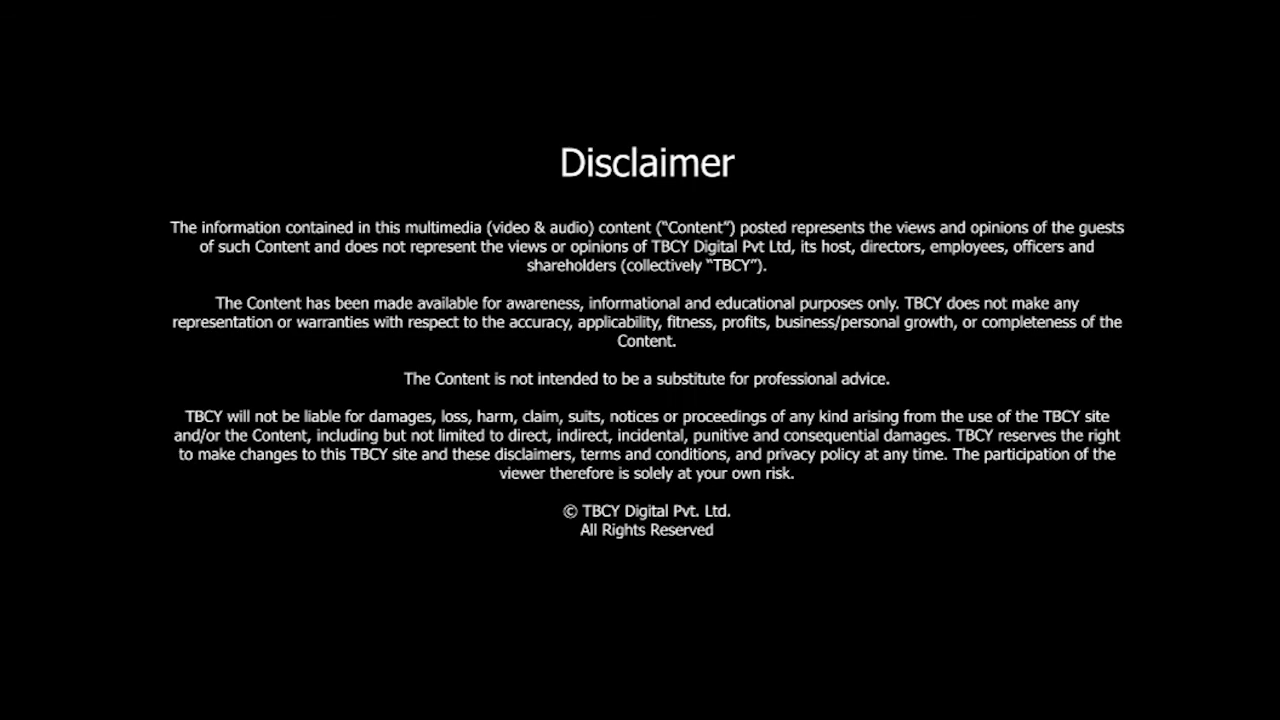 Disclaimer
The information contained in this multimedia (video & audio) content (“Content”) posted represents the views and opinions of the guests
of such Content and does not represent the views or opinions of TBCY Digital Pvt Ltd, its host, directors, employees, officers and
shareholders (collectively “TBCY”).
The Content has been made available for awareness, informational and educational purposes only. TBCY does not make any
representation or warranties with respect to the accuracy, applicability, fitness, profits, business/personal growth, or completeness of the
Content.
The Content is not intended to be a substitute for professional advice.
TBCY will not be liable for damages, loss, harm, claim, suits, notices or proceedings of any kind arising from the use of the TBCY site
and/or the Content, including but not limited to direct, indirect, incidental, punitive and consequential damages. TBCY reserves the right
to make changes to this TBCY site and these disclaimers, terms and conditions, and privacy policy at any time. The participation of the
viewer therefore is solely at your own risk.
© TBCY Digital Pvt. Ltd.
All Rights Reserved